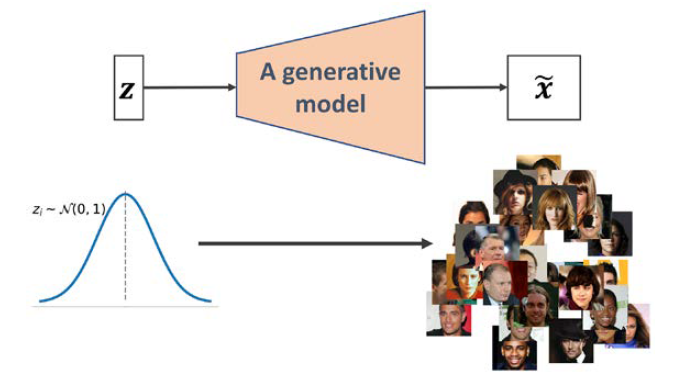 z
A generative
model
x̃
zᵢ ~ 𝒩(0, 1)